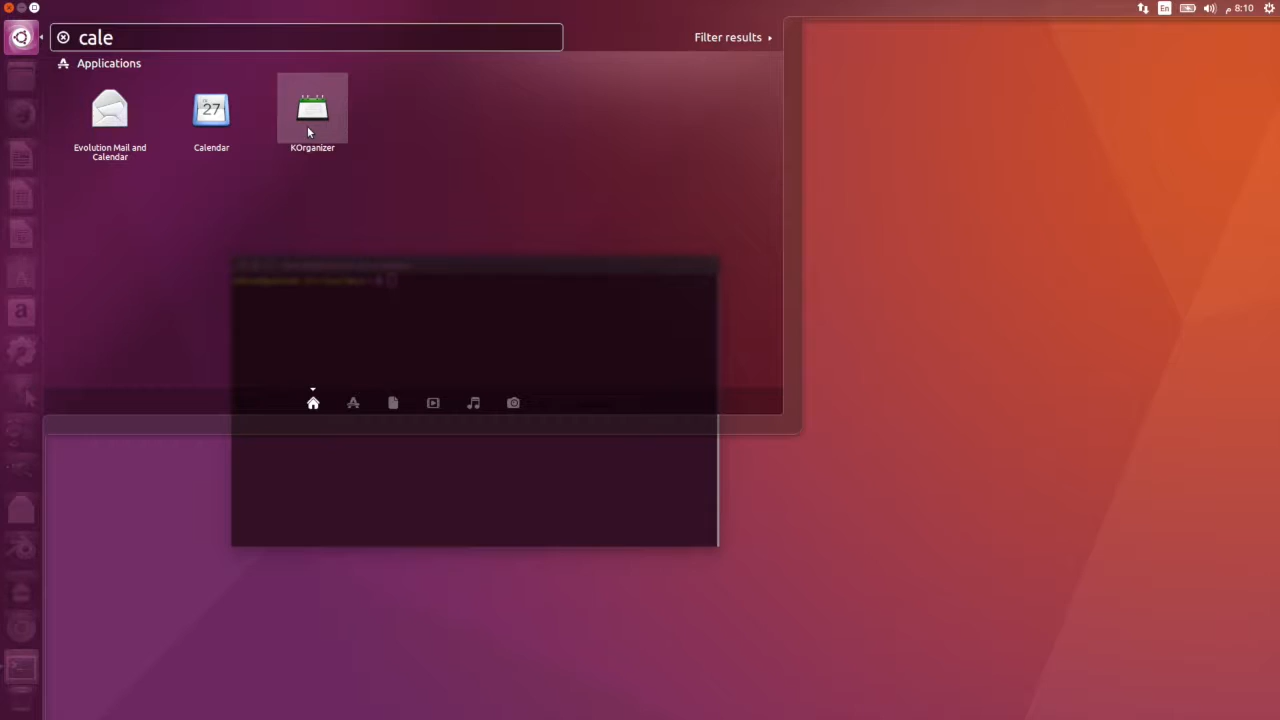 En
8:10 م
cale
Filter results
Applications
27
Evolution Mail and
Calendar
Calendar
KOrganizer